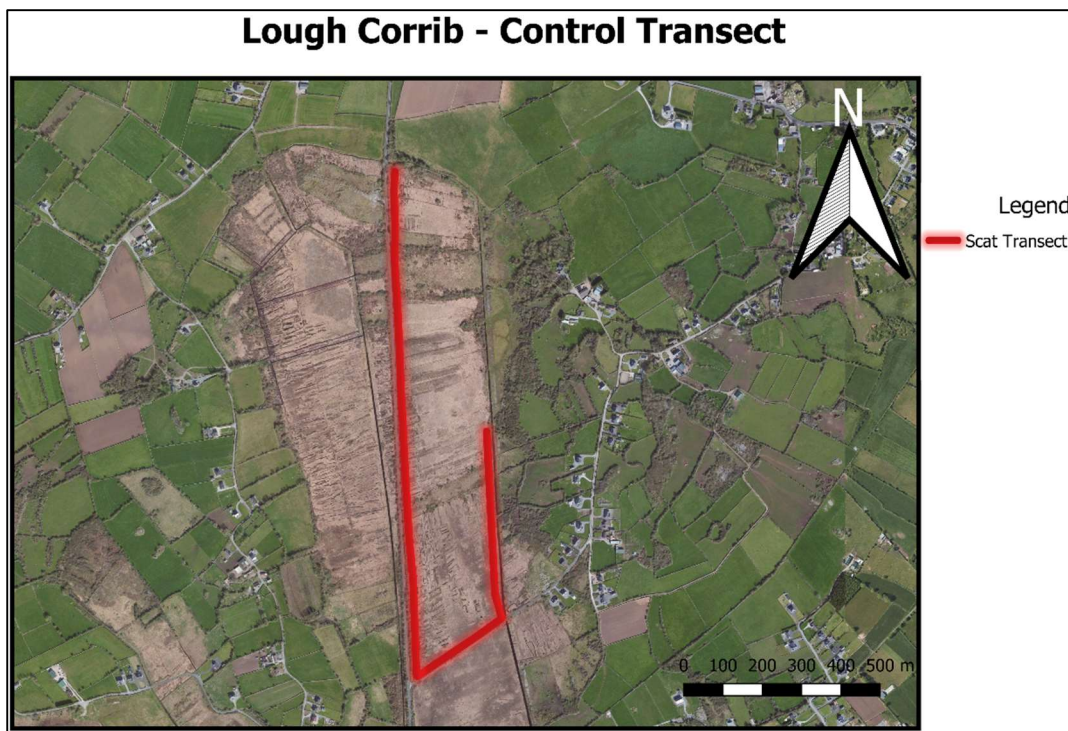 Lough Corrib - Control Transect
N
Legend
Scat Transect
0 100 200 300 400 500 m